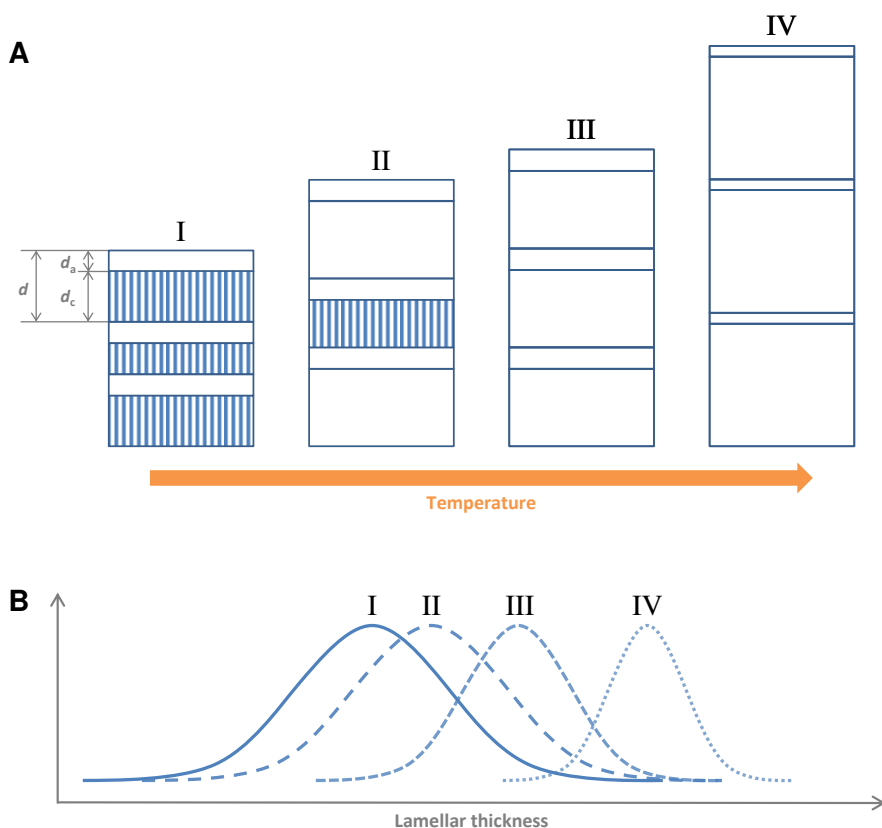 A
I
II
III
IV
d
da
dc
Temperature
B
I
II
III
IV
Lamellar thickness